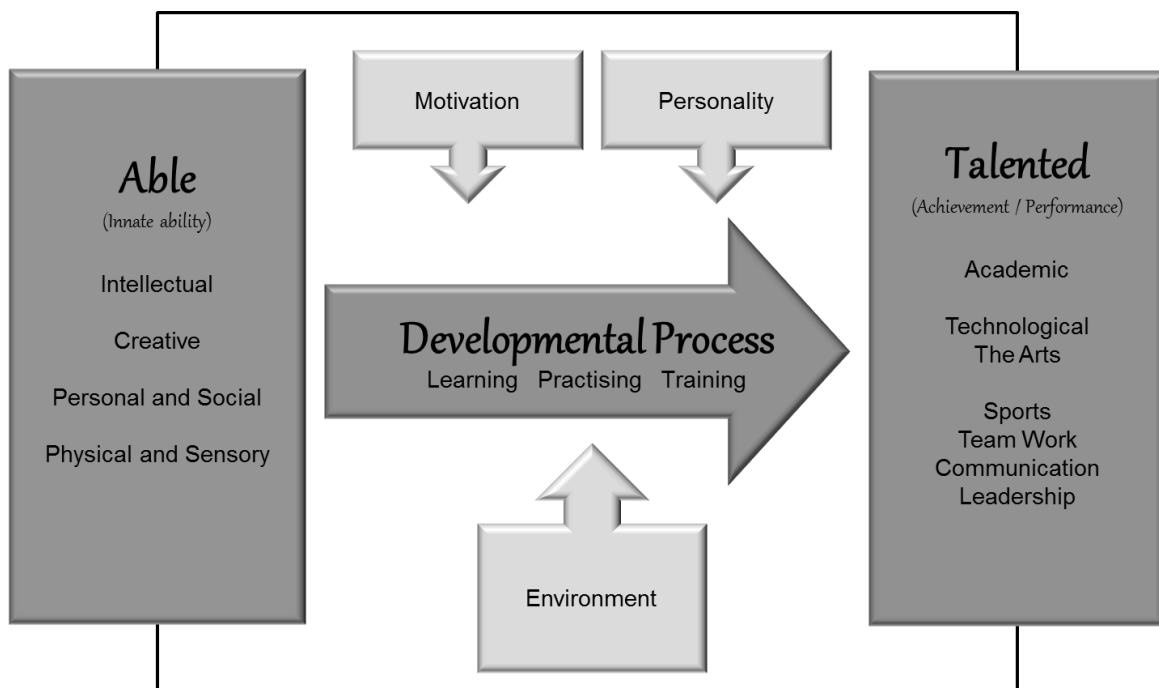 Able
(Innate ability)
Intellectual
Creative
Personal and Social
Physical and Sensory
Motivation
Personality
Developmental Process
Learning Practising Training
Environment
Talented
(Achievement / Performance)
Academic
Technological
The Arts
Sports
Team Work
Communication
Leadership